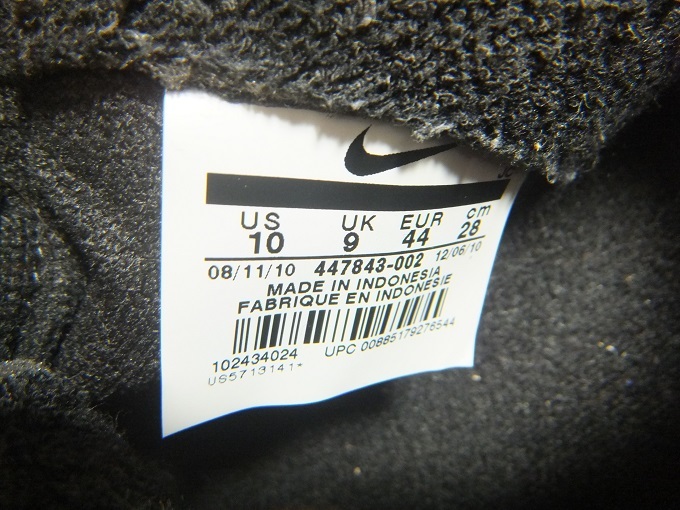 US UK EUR cm
10 9 44 28
08/11/10 447843-002 12/06/10
MADE IN INDONESIA
FABRIQUE EN INDONESIE
102434024 UPC 00885179276544
US5713141*